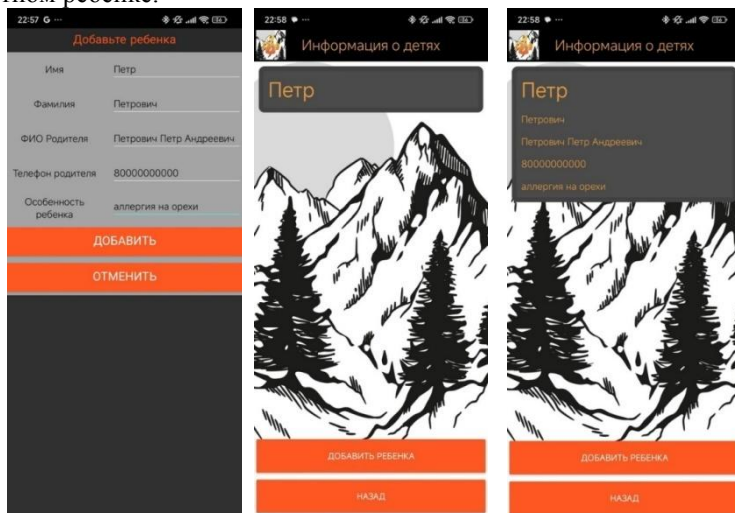 22:57 G ...
Добавьте ребенка
Имя Петр
Фамилия Петрович
ФИО Родителя Петрович Петр Андреевич
Телефон родителя 80000000000
Особенность
ребенка
аллергия на орехи
ДОБАВИТЬ
ОТМЕНИТЬ
22:58
Информация о детях
Петр
ДОБАВИТЬ РЕБЕНКА
НАЗАД
22:58
Информация о детях
Петр
Петрович
Петрович Петр Андреевич
80000000000
аллергия на орехи
ДОБАВИТЬ РЕБЕНКА
НАЗАД